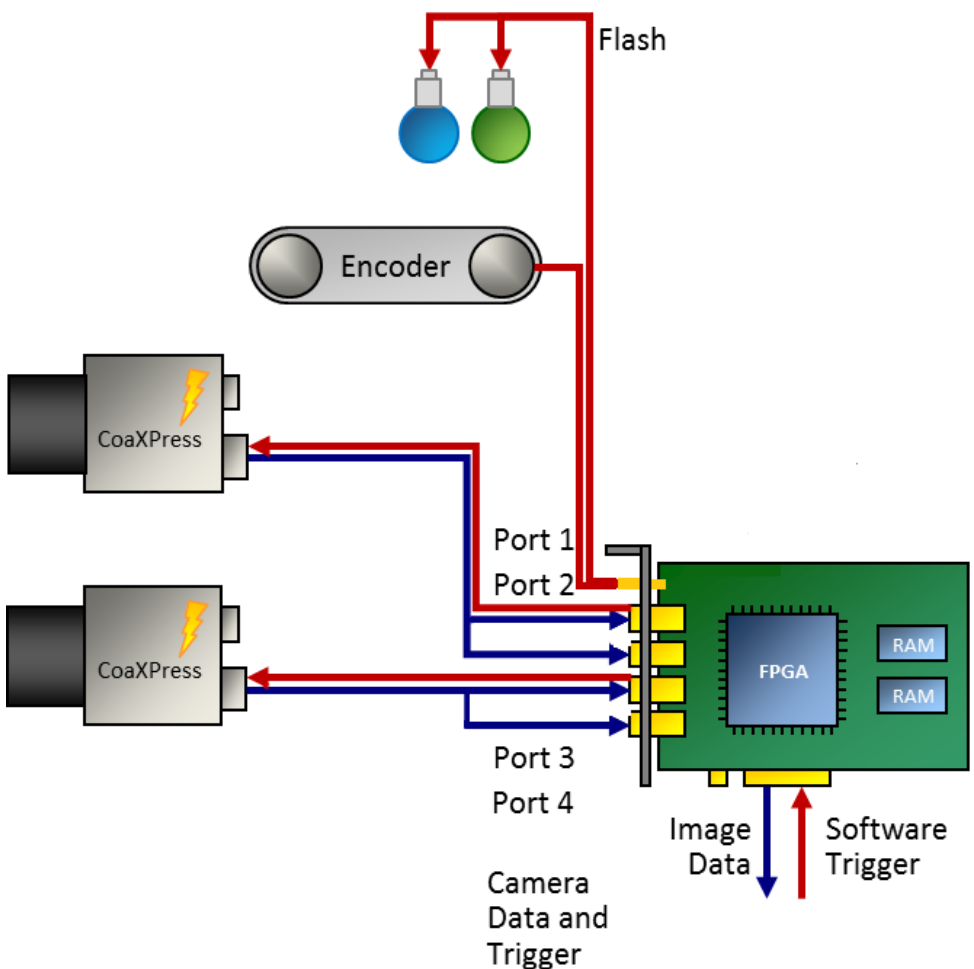 Flash
Encoder
CoaXPress
Port 1
Port 2
CoaXPress
FPGA
RAM
RAM
Port 3
Port 4
Image
Data
Software
Trigger
Camera
Data and
Trigger